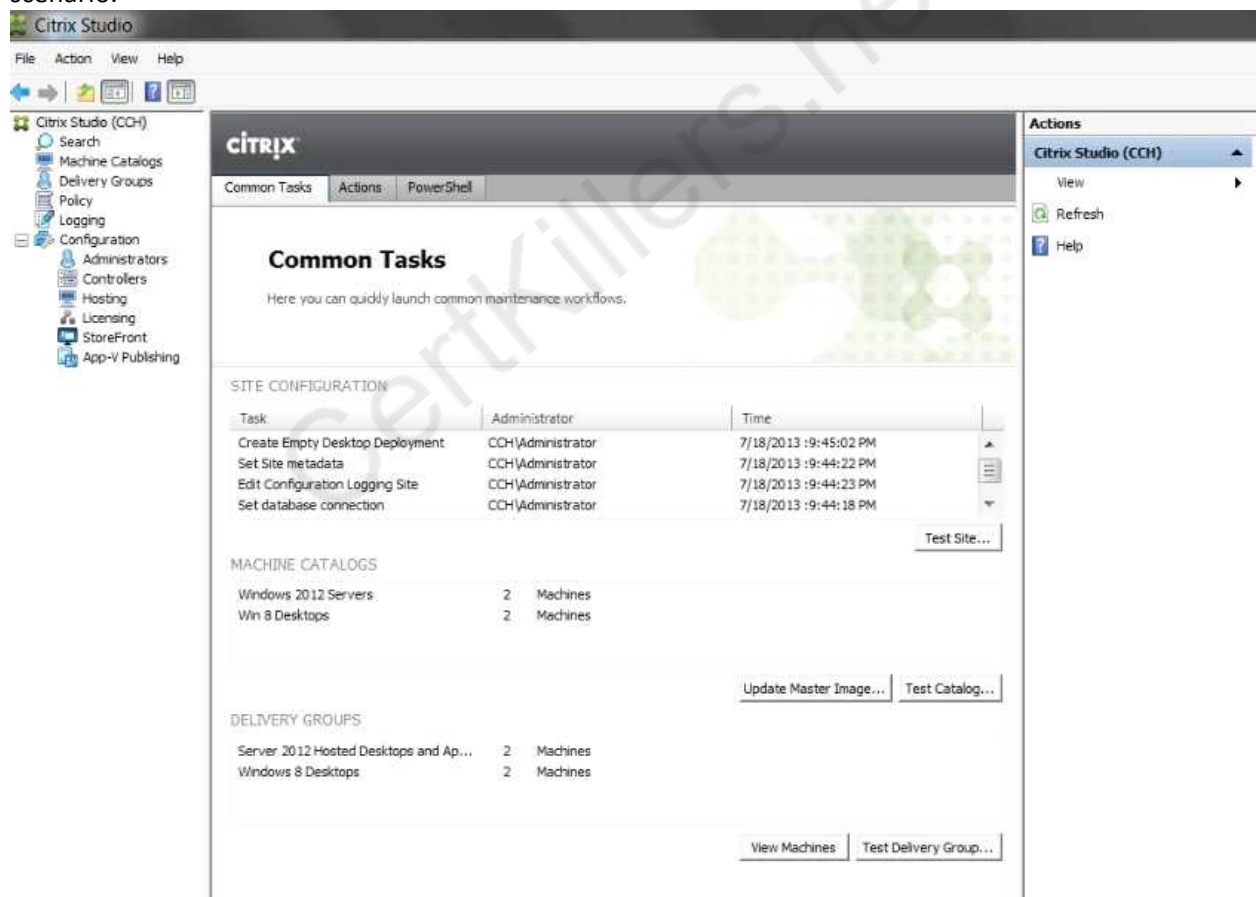 scenario.
Citrix Studio
File Action View Help
Citrix Studio (CCH)
Search
Machine Catalogs
Delivery Groups
Policy
Logging
Configuration
Administrators
Controllers
Hosting
Licensing
StoreFront
App-V Publishing
CITRIX
Common Tasks Actions PowerShell
Common Tasks
Here you can quickly launch common maintenance workflows.
SITE CONFIGURATION
Task Administrator Time
Create Empty Desktop Deployment CCH\Administrator 7/18/2013 :9:45:02 PM
Set Site metadata CCH\Administrator 7/18/2013 :9:44:22 PM
Edit Configuration Logging Site CCH\Administrator 7/18/2013 :9:44:23 PM
Set database connection CCH\Administrator 7/18/2013 :9:44:18 PM
Test Site...
MACHINE CATALOGS
Windows 2012 Servers 2 Machines
Win 8 Desktops 2 Machines
Update Master Image... Test Catalog...
DELIVERY GROUPS
Server 2012 Hosted Desktops and Ap... 2 Machines
Windows 8 Desktops 2 Machines
View Machines Test Delivery Group...
Actions
Citrix Studio (CCH)
View
Refresh
Help
CertKillers.ne